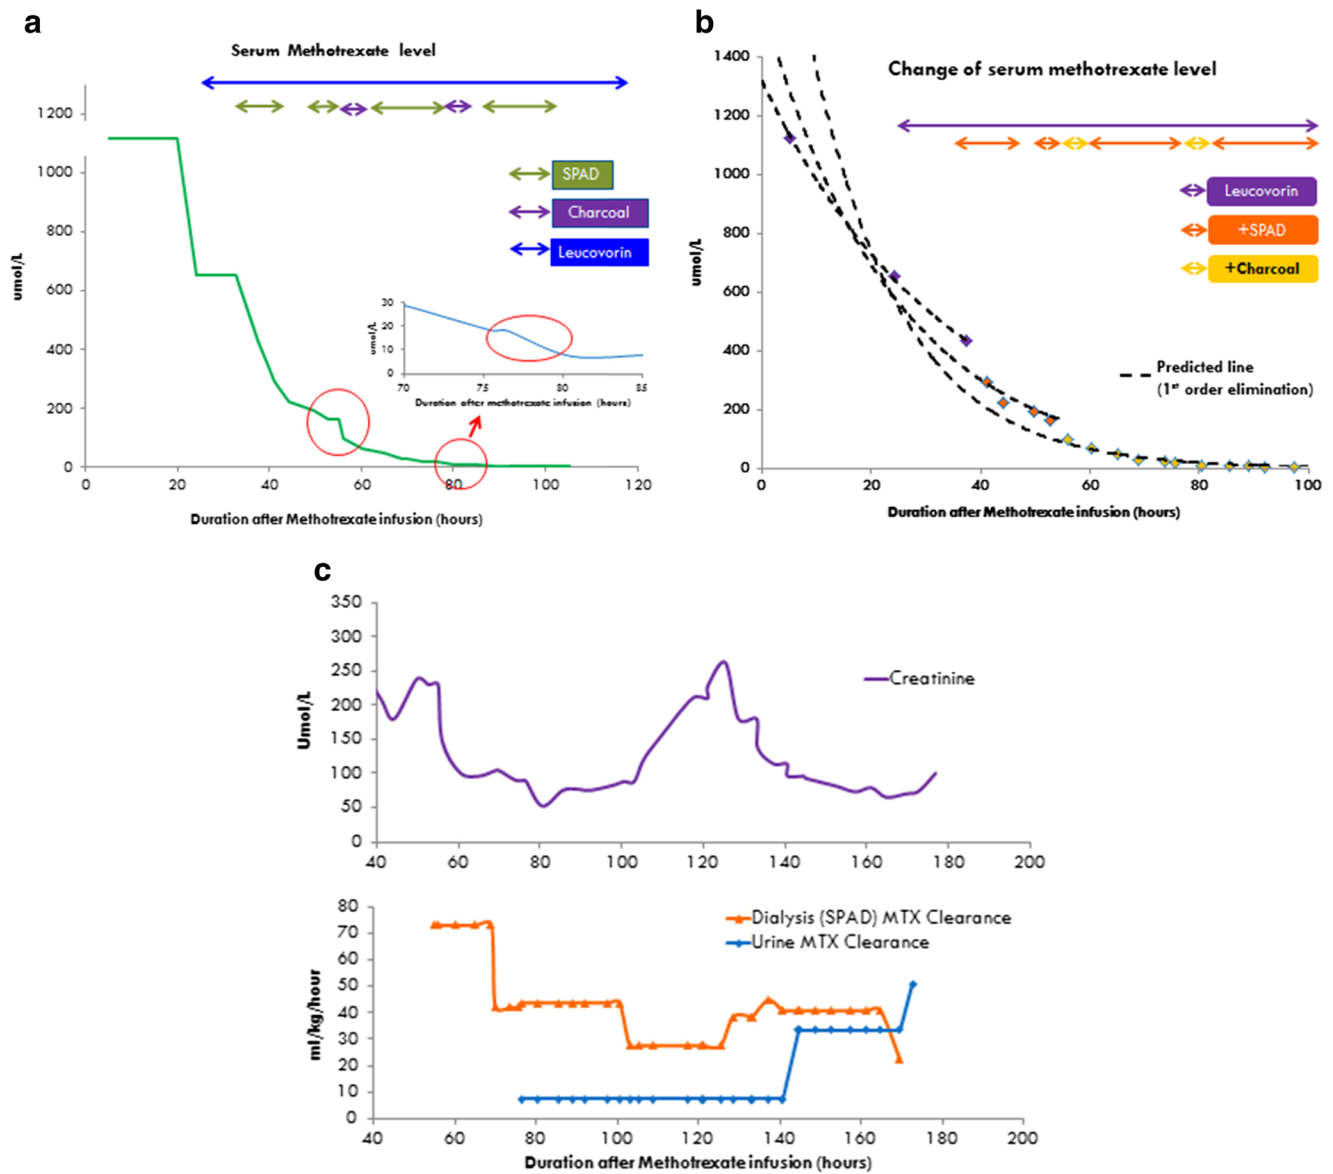 a
Serum Methotrexate level
1200
1000
800
600
400
200
0
umol/L
0 20 40 60 80 100 120
Duration after Methotrexate infusion (hours)
SPAD
Charcoal
Leucovorin
30
20
10
0
umol/L
70 75 80 85
Duration after methotrexate infusion (hours)
b
Change of serum methotrexate level
1400
1200
1000
800
600
400
200
0
umol/L
0 20 40 60 80 100
Duration after Methotrexate infusion (hours)
Leucovorin
+SPAD
+Charcoal
Predicted line
(1st order elimination)
c
350
300
250
200
150
100
50
0
Umol/L
40 60 80 100 120 140 160 180 200
Creatinine
80
70
60
50
40
30
20
10
0
ml/kg/hour
40 60 80 100 120 140 160 180 200
Duration after Methotrexate infusion (hours)
Dialysis (SPAD) MTX Clearance
Urine MTX Clearance